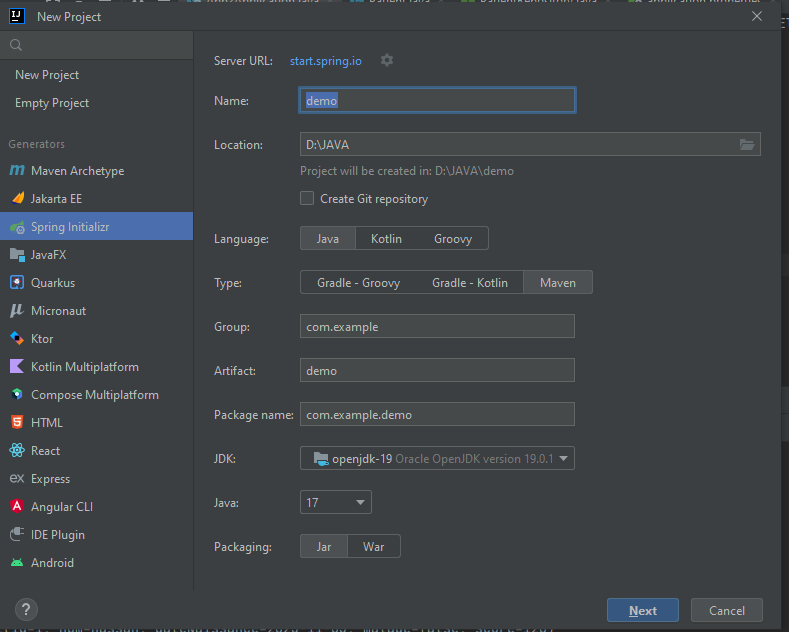 New Project
Server URL: start.spring.io
New Project
Name: demo
Empty Project
Location: D:\JAVA
Generators
Project will be created in: D:\JAVA\demo
Maven Archetype
Create Git repository
Jakarta EE
Spring Initializr
Language: Java Kotlin Groovy
JavaFX
Type: Gradle - Groovy Gradle - Kotlin Maven
Quarkus
Micronaut
Group: com.example
Ktor
Kotlin Multiplatform
Artifact: demo
Compose Multiplatform
Package name: com.example.demo
HTML
React
JDK: openjdk-19 Oracle OpenJDK version 19.0.1
Express
Angular CLI
Java: 17
IDE Plugin
Packaging: Jar War
Android
?
Next
Cancel